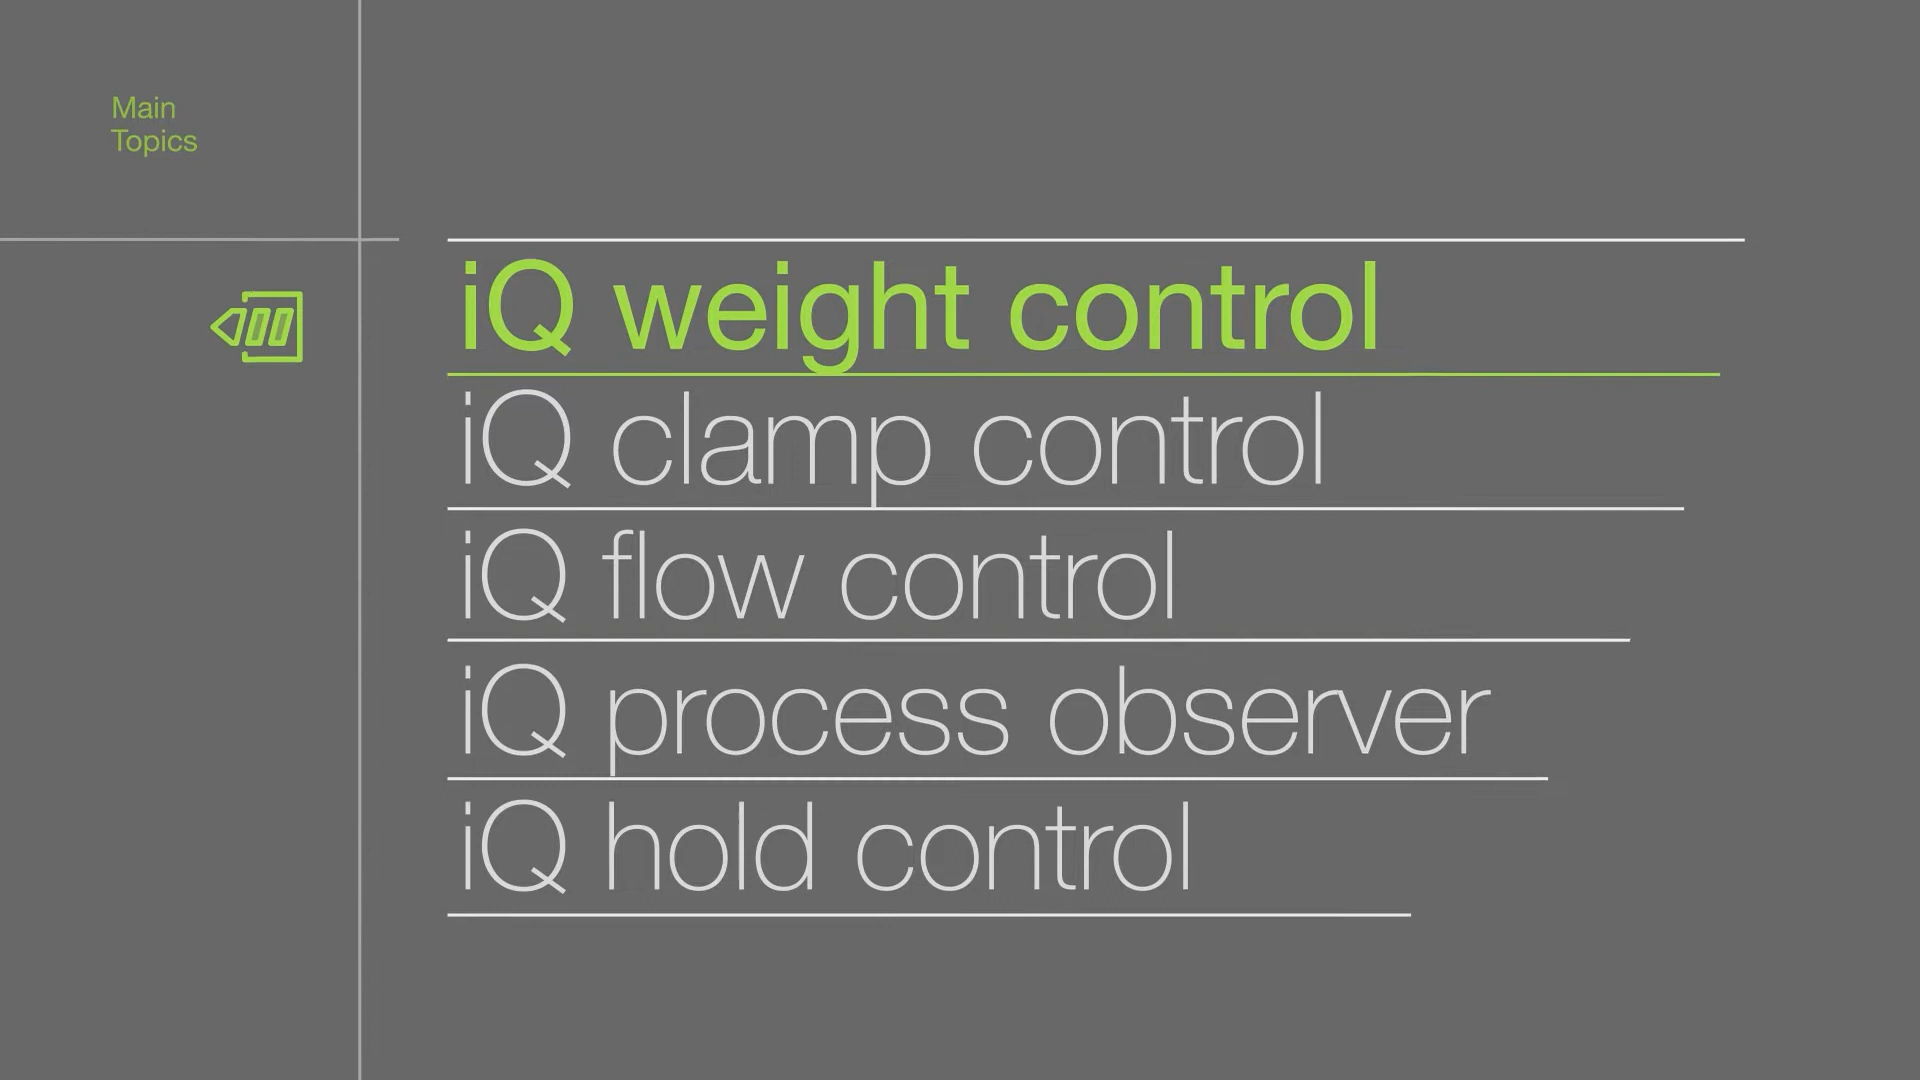 Main
Topics
iQ weight control
iQ clamp control
iQ flow control
iQ process observer
iQ hold control